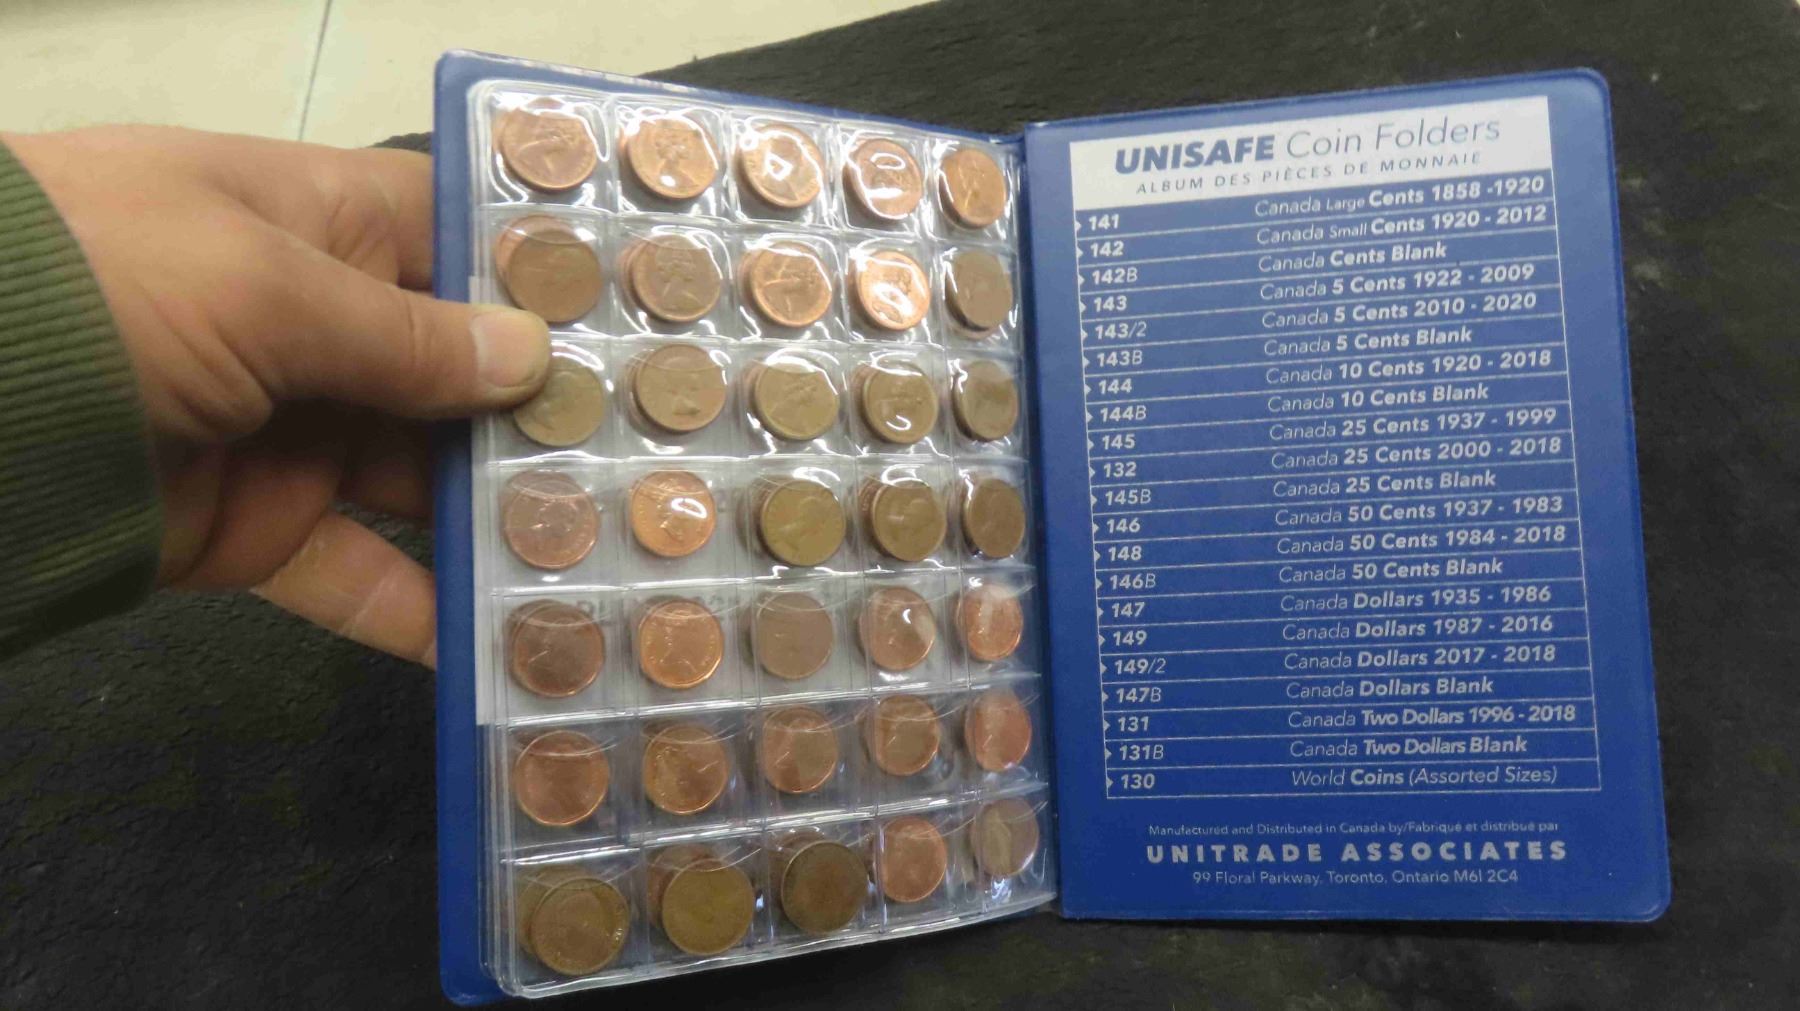 UNISAFE Coin Folders
ALBUM DES PIÈCES DE MONNAIE
141 Canada Large Cents 1858 -1920
142 Canada Small Cents 1920 - 2012
142B Canada Cents Blank
143 Canada 5 Cents 1922 - 2009
143/2 Canada 5 Cents 2010 - 2020
143B Canada 5 Cents Blank
144 Canada 10 Cents 1920 - 2018
144B Canada 10 Cents Blank
145 Canada 25 Cents 1937 - 1999
132 Canada 25 Cents 2000 - 2018
145B Canada 25 Cents Blank
146 Canada 50 Cents 1937 - 1983
148 Canada 50 Cents 1984 - 2018
146B Canada 50 Cents Blank
147 Canada Dollars 1935 - 1986
149 Canada Dollars 1987 - 2016
149/2 Canada Dollars 2017 - 2018
147B Canada Dollars Blank
131 Canada Two Dollars 1996 - 2018
131B Canada Two Dollars Blank
130 World Coins (Assorted Sizes)
Manufactured and Distributed in Canada by/Fabriqué et distribué par
UNITRADE ASSOCIATES
99 Floral Parkway, Toronto, Ontario M6l 2C4